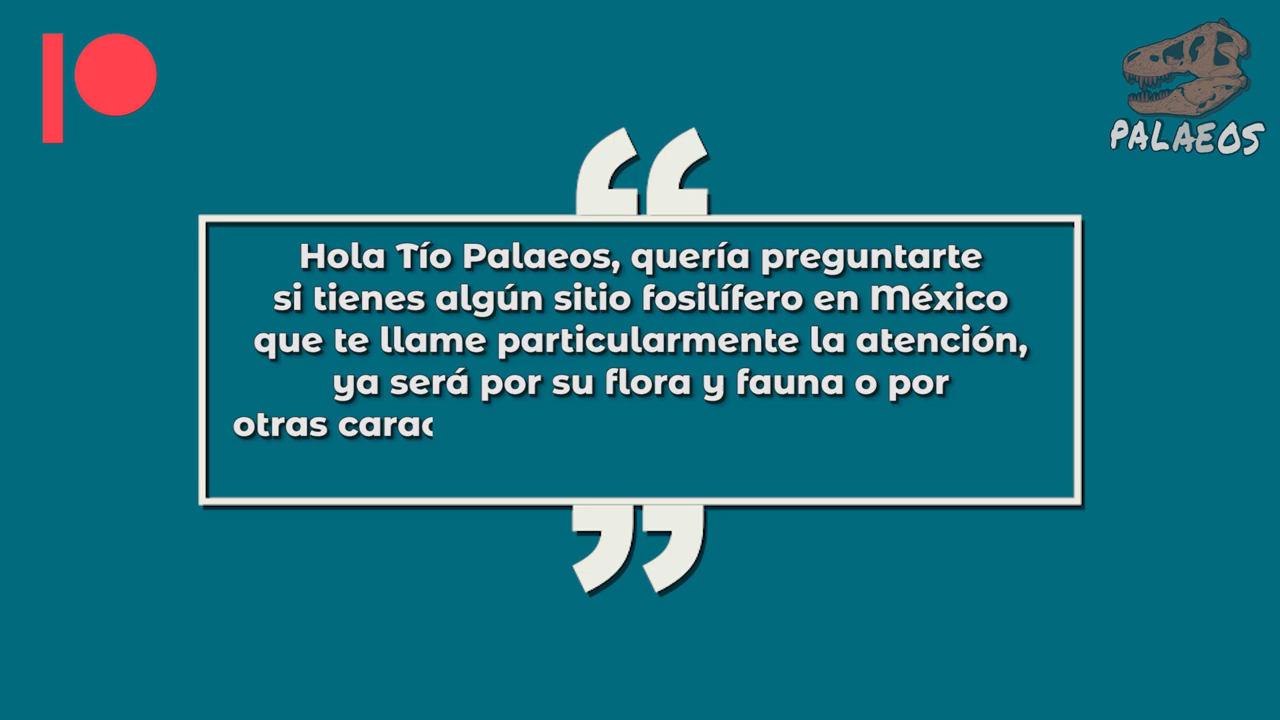 PALAEOS
Hola Tío Palaeos, quería preguntarte
si tienes algún sitio fosilífero en México
que te llame particularmente la atención,
ya será por su flora y fauna o por
otras carac